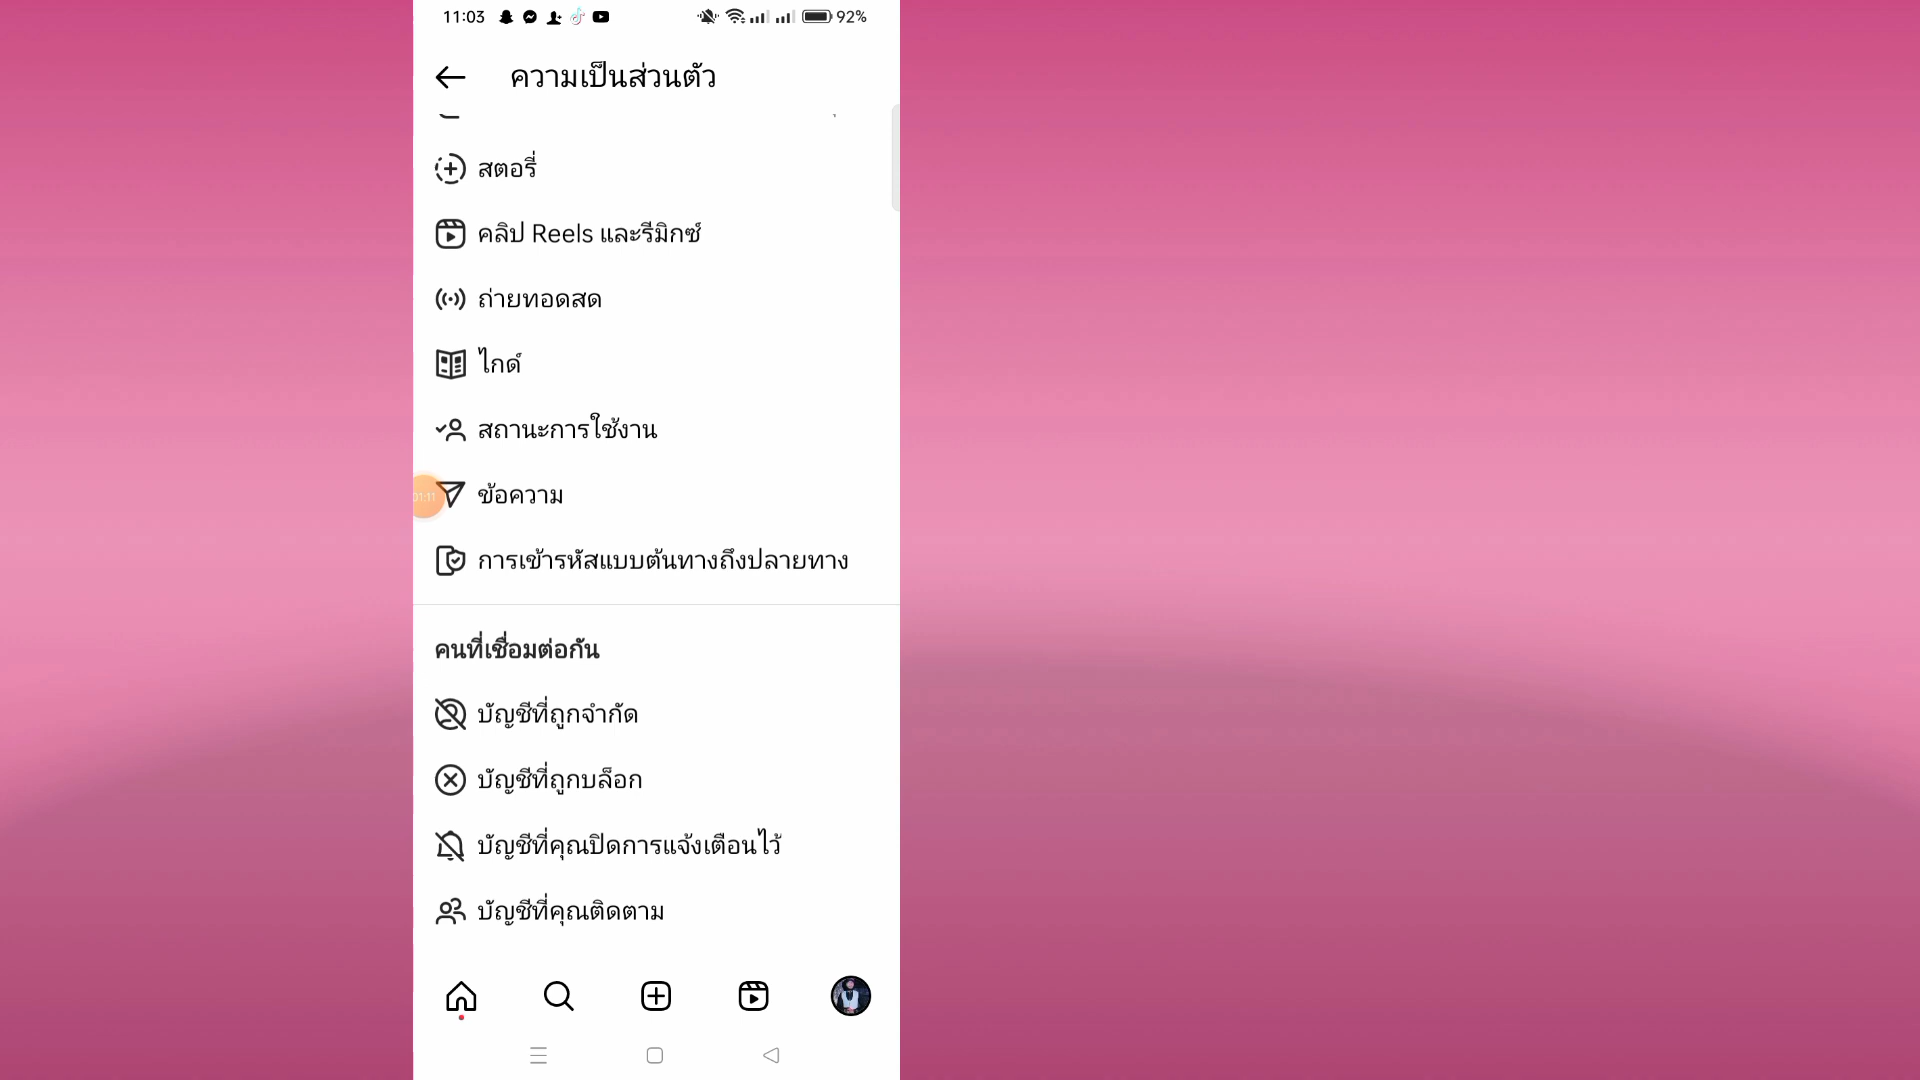 11:03
92%
ความเป็นส่วนตัว
สตอรี่
คลิป Reels และรีมิกซ์
ถ่ายทอดสด
ไกด์
สถานะการใช้งาน
01:11
ข้อความ
การเข้ารหัสแบบต้นทางถึงปลายทาง
คนที่เชื่อมต่อกัน
บัญชีที่ถูกจำกัด
บัญชีที่ถูกบล็อก
บัญชีที่คุณปิดการแจ้งเตือนไว้
บัญชีที่คุณติดตาม